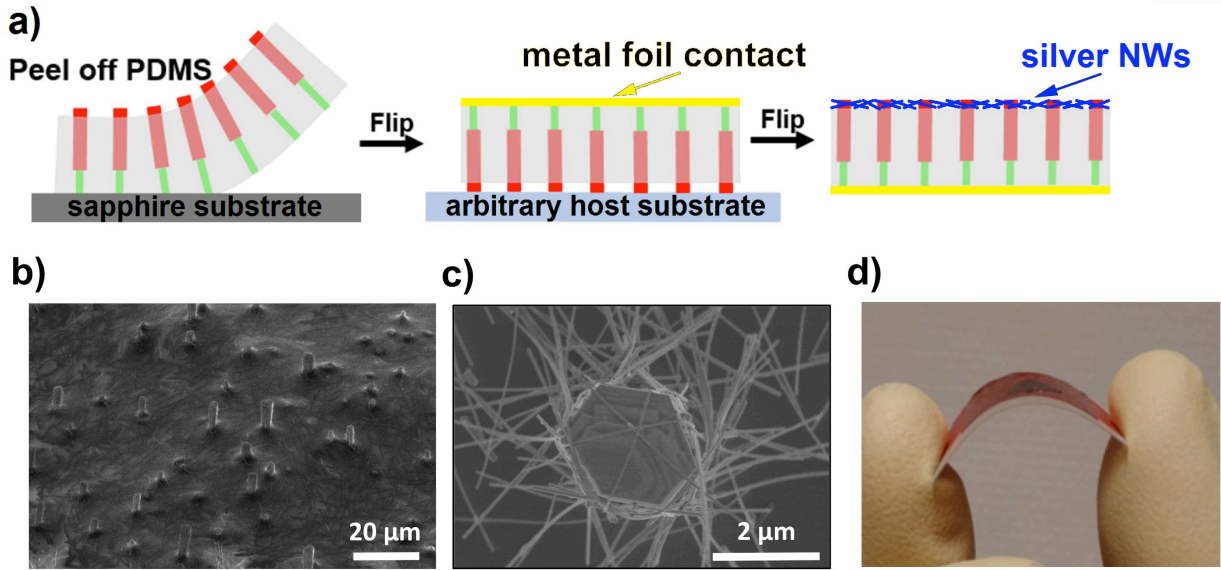 a)
Peel off PDMS
sapphire substrate
Flip
metal foil contact
arbitrary host substrate
Flip
silver NWs
b)
20 µm
c)
2 µm
d)